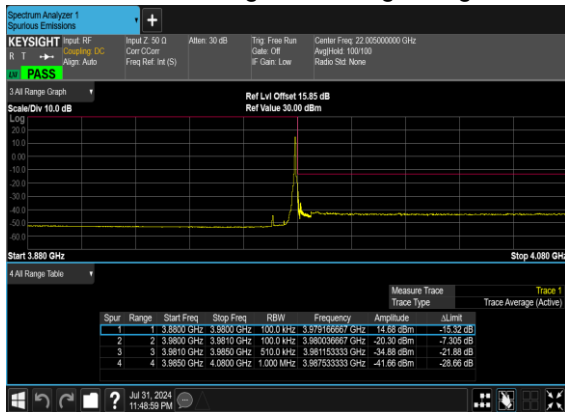 Spectrum Analyzer 1
Spurious Emissions
+
KEYSIGHT Input: RF Input Z: 50 Ω Atten: 30 dB Trig: Free Run Center Freq: 22.005000000 GHz
R T Coupling: DC Corr CCorr Gate: Off Avg|Hold: 100/100
Align: Auto Freq Ref: Int (S) IF Gain: Low Radio Std: None
PASS
3 All Range Graph Ref Lvl Offset 15.85 dB
Scale/Div 10.0 dB Ref Value 30.00 dBm
Log
20.0
10.0
0.00
-10.0
-20.0
-30.0
-40.0
-50.0
-60.0
Start 3.880 GHz Stop 4.080 GHz
4 All Range Table
Measure Trace Trace 1
Trace Type Trace Average (Active)
Spur Range Start Freq Stop Freq RBW Frequency Amplitude ΔLimit
1 1 3.8800 GHz 3.9800 GHz 100.0 kHz 3.979166667 GHz 14.68 dBm -15.32 dB
2 2 3.9800 GHz 3.9810 GHz 100.0 kHz 3.980036667 GHz -20.30 dBm -7.305 dB
3 3 3.9810 GHz 3.9850 GHz 510.0 kHz 3.981153333 GHz -34.88 dBm -21.88 dB
4 4 3.9850 GHz 4.0800 GHz 1.000 MHz 3.987533333 GHz -41.66 dBm -28.66 dB
? Jul 31, 2024
11:48:59 PM